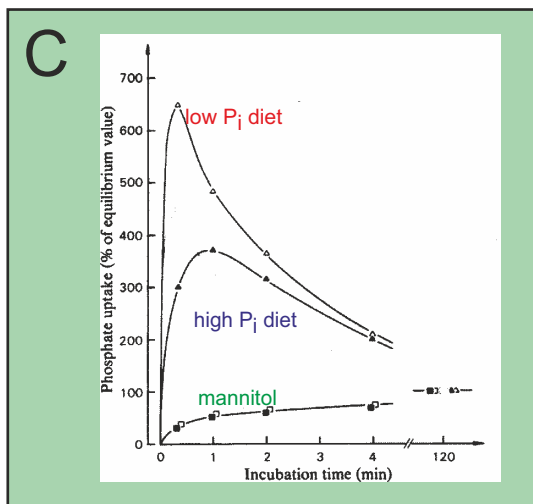 C
Phosphate uptake (% of equilibrium value)
700
600
500
400
300
200
100
0
low Pi diet
high Pi diet
mannitol
0 1 2 3 4 120
Incubation time (min)